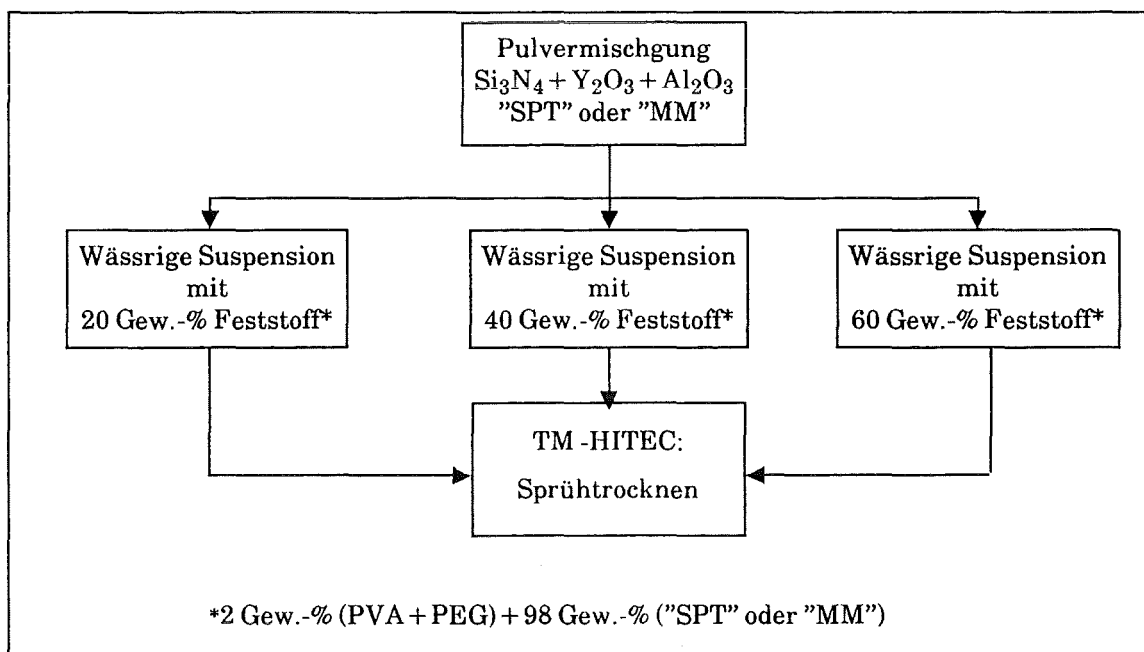 Pulvermischgung
Si₃N₄ + Y₂O₃ + Al₂O₃
”SPT” oder ”MM”
Wässrige Suspension
mit
20 Gew.-% Feststoff*
Wässrige Suspension
mit
40 Gew.-% Feststoff*
Wässrige Suspension
mit
60 Gew.-% Feststoff*
TM -HITEC:
Sprühtrocknen
*2 Gew.-% (PVA + PEG) + 98 Gew.-% (”SPT” oder ”MM”)